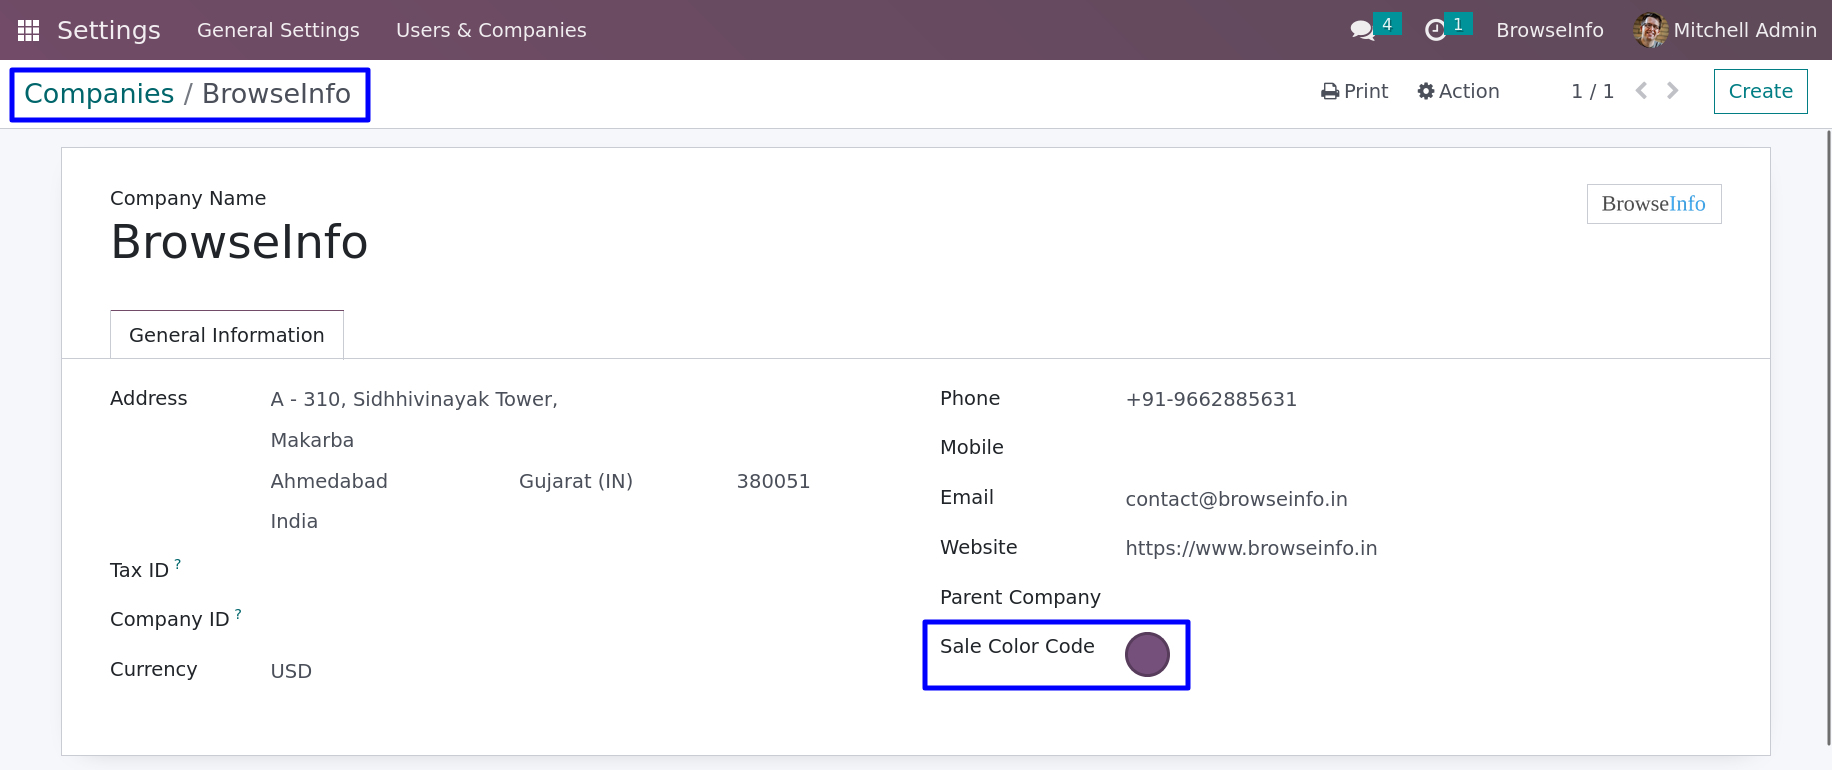 Settings General Settings Users & Companies 4 1 BrowseInfo Mitchell Admin
Companies / BrowseInfo Print Action 1 / 1 Create
Company Name
BrowseInfo
BrowseInfo
General Information
Address A - 310, Sidhhivinayak Tower,
Makarba
Ahmedabad Gujarat (IN) 380051
India
Tax ID ?
Company ID ?
Currency USD
Phone +91-9662885631
Mobile
Email contact@browseinfo.in
Website https://www.browseinfo.in
Parent Company
Sale Color Code